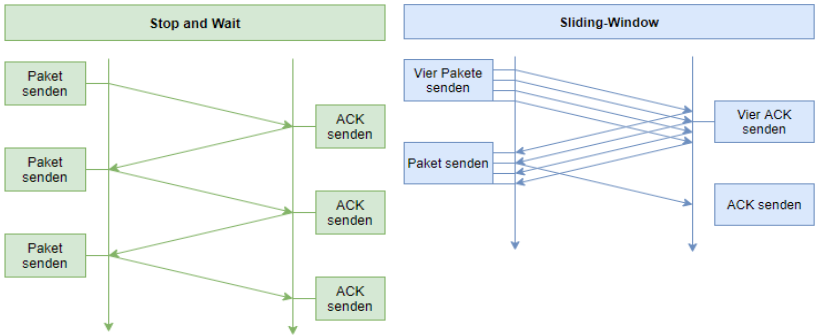 Stop and Wait
Paket
senden
ACK
senden
Paket
senden
ACK
senden
Paket
senden
ACK
senden
Sliding-Window
Vier Pakete
senden
Vier ACK
senden
Paket senden
ACK senden